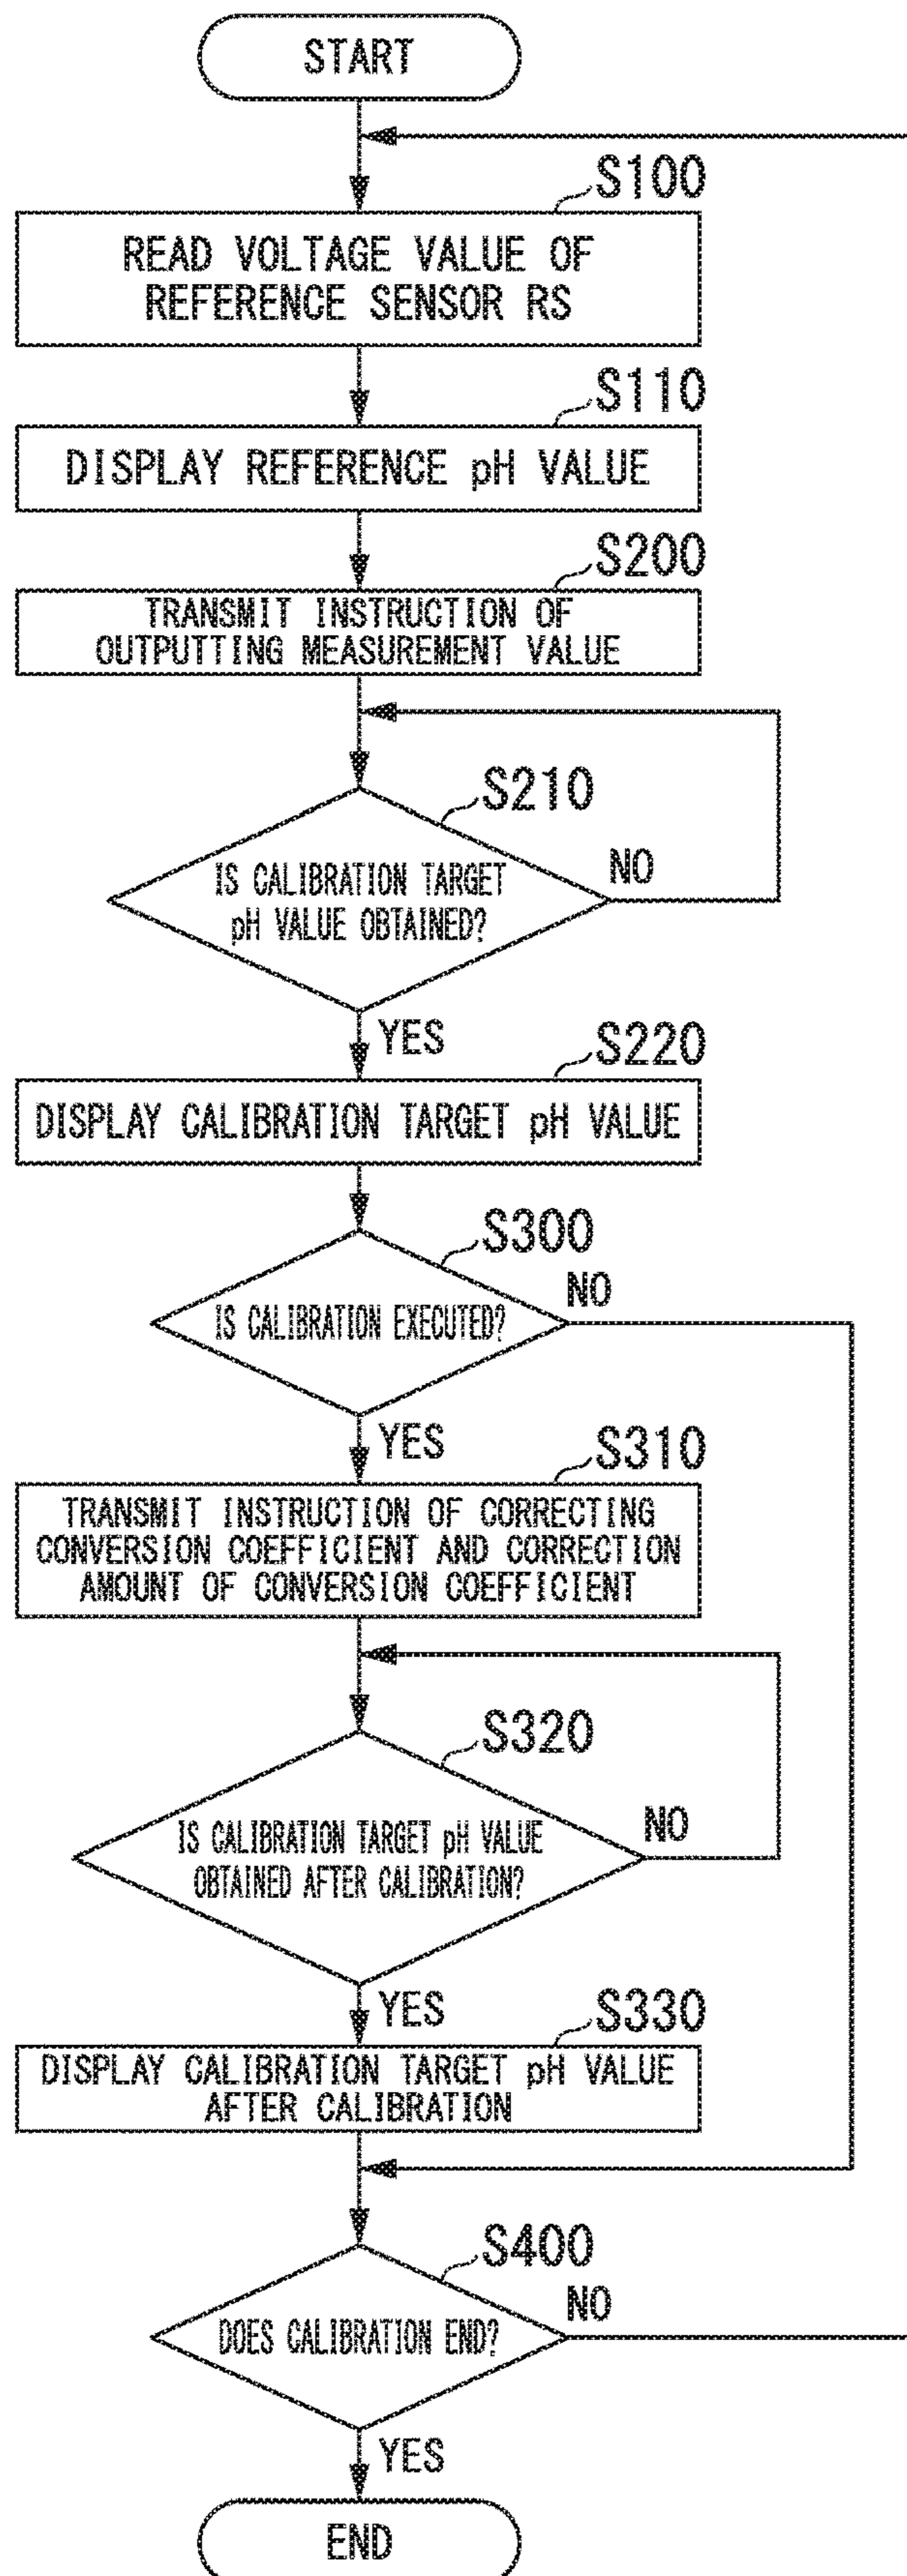 START
S100
READ VOLTAGE VALUE OF
REFERENCE SENSOR RS
S110
DISPLAY REFERENCE pH VALUE
S200
TRANSMIT INSTRUCTION OF
OUTPUTTING MEASUREMENT VALUE
S210
IS CALIBRATION TARGET
pH VALUE OBTAINED?
NO
YES
S220
DISPLAY CALIBRATION TARGET pH VALUE
S300
NO
IS CALIBRATION EXECUTED?
YES
S310
TRANSMIT INSTRUCTION OF CORRECTING
CONVERSION COEFFICIENT AND CORRECTION
AMOUNT OF CONVERSION COEFFICIENT
S320
IS CALIBRATION TARGET pH VALUE
OBTAINED AFTER CALIBRATION?
NO
YES
S330
DISPLAY CALIBRATION TARGET pH VALUE
AFTER CALIBRATION
S400
NO
DOES CALIBRATION END?
YES
END